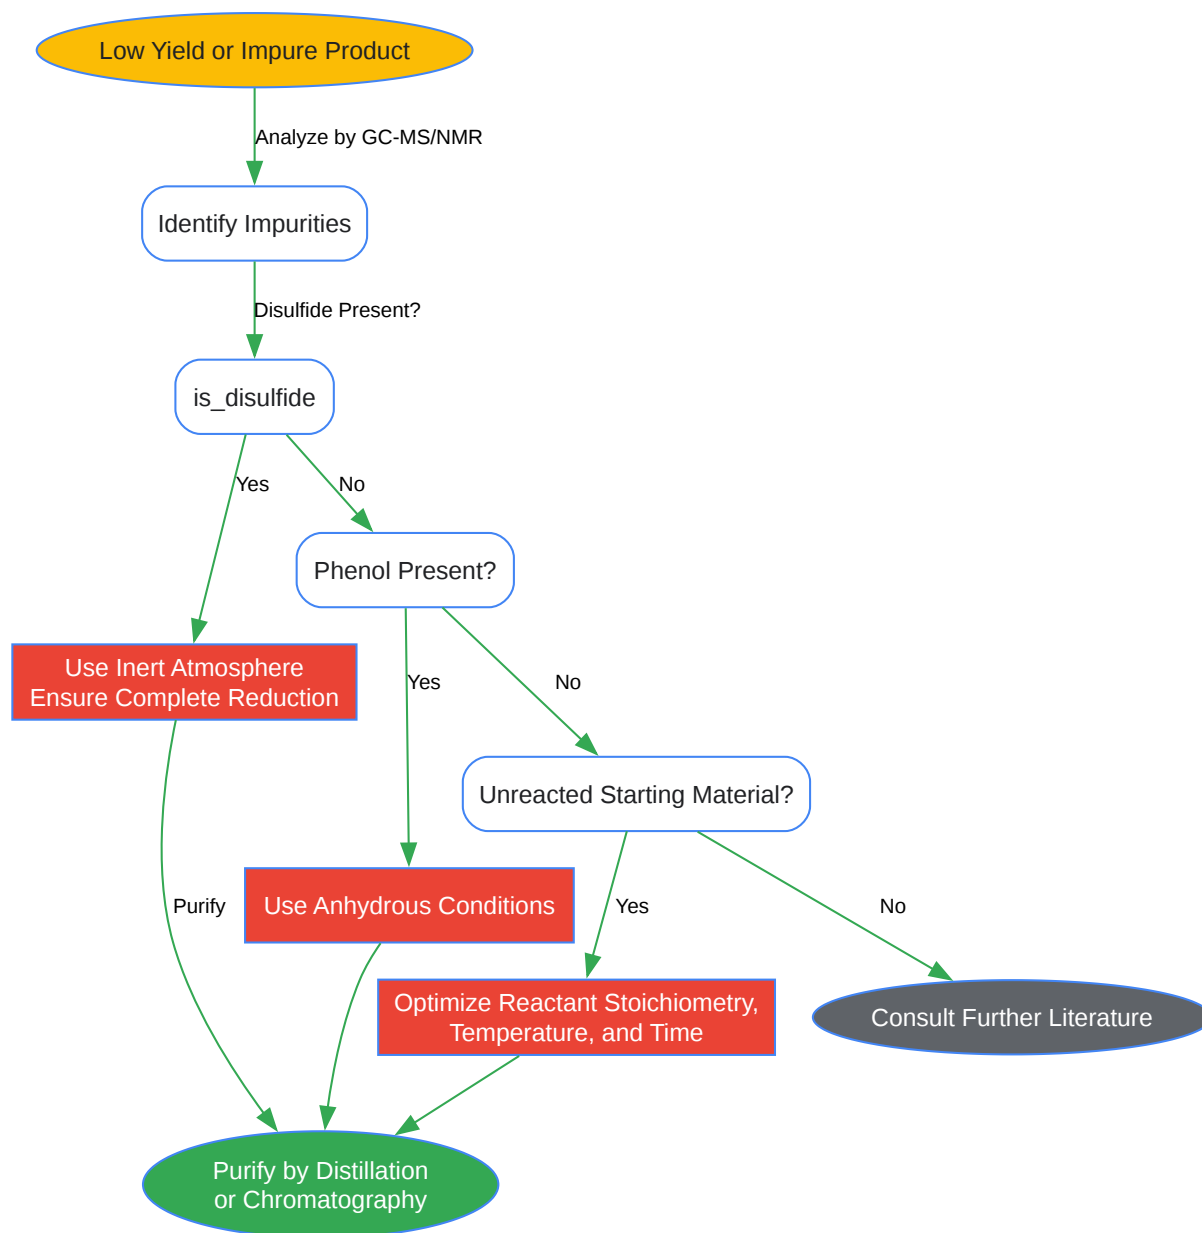 Low Yield or Impure Product
Analyze by GC-MS/NMR
Identify Impurities
Disulfide Present?
is_disulfide
Yes
No
Phenol Present?
Use Inert Atmosphere
Ensure Complete Reduction
Yes
No
Unreacted Starting Material?
Purify
Use Anhydrous Conditions
Yes
No
Optimize Reactant Stoichiometry,
Temperature, and Time
Consult Further Literature
Purify by Distillation
or Chromatography